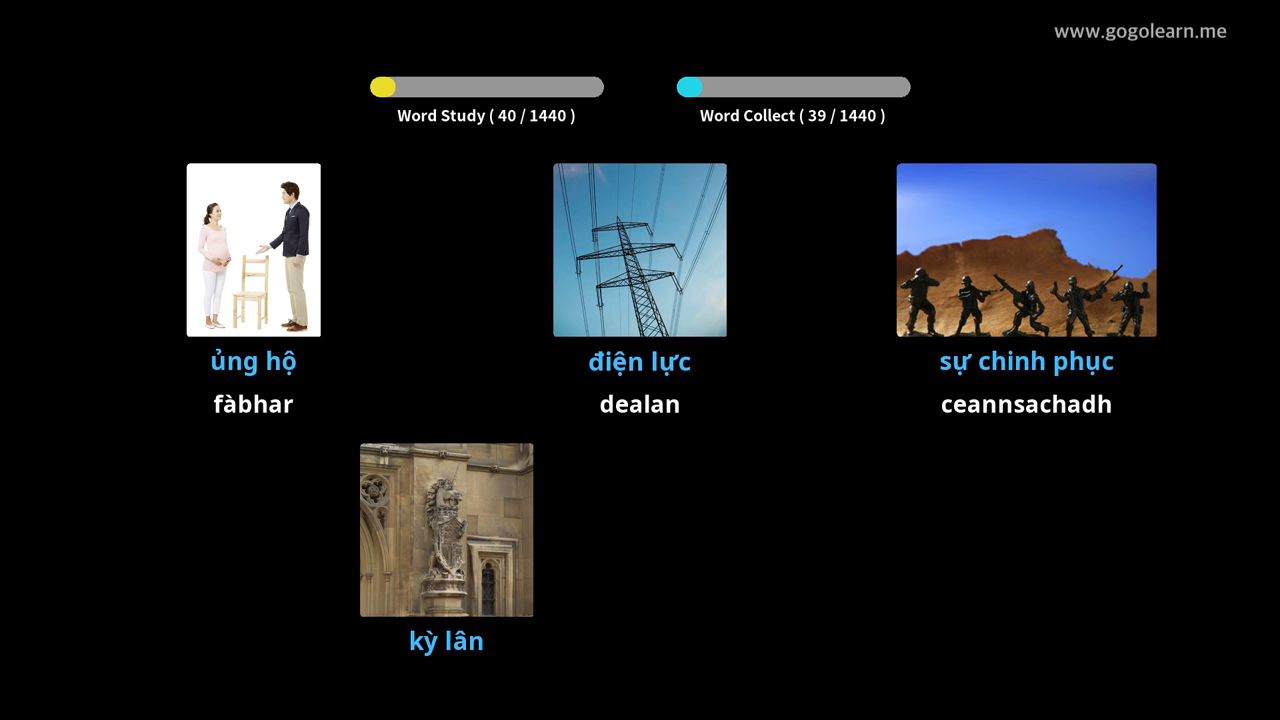 www.gogolearn.me
Word Study ( 40 / 1440 )
Word Collect ( 39 / 1440 )
ủng hộ
fàbhar
điện lực
dealan
sự chinh phục
ceannsachadh
kỳ lân